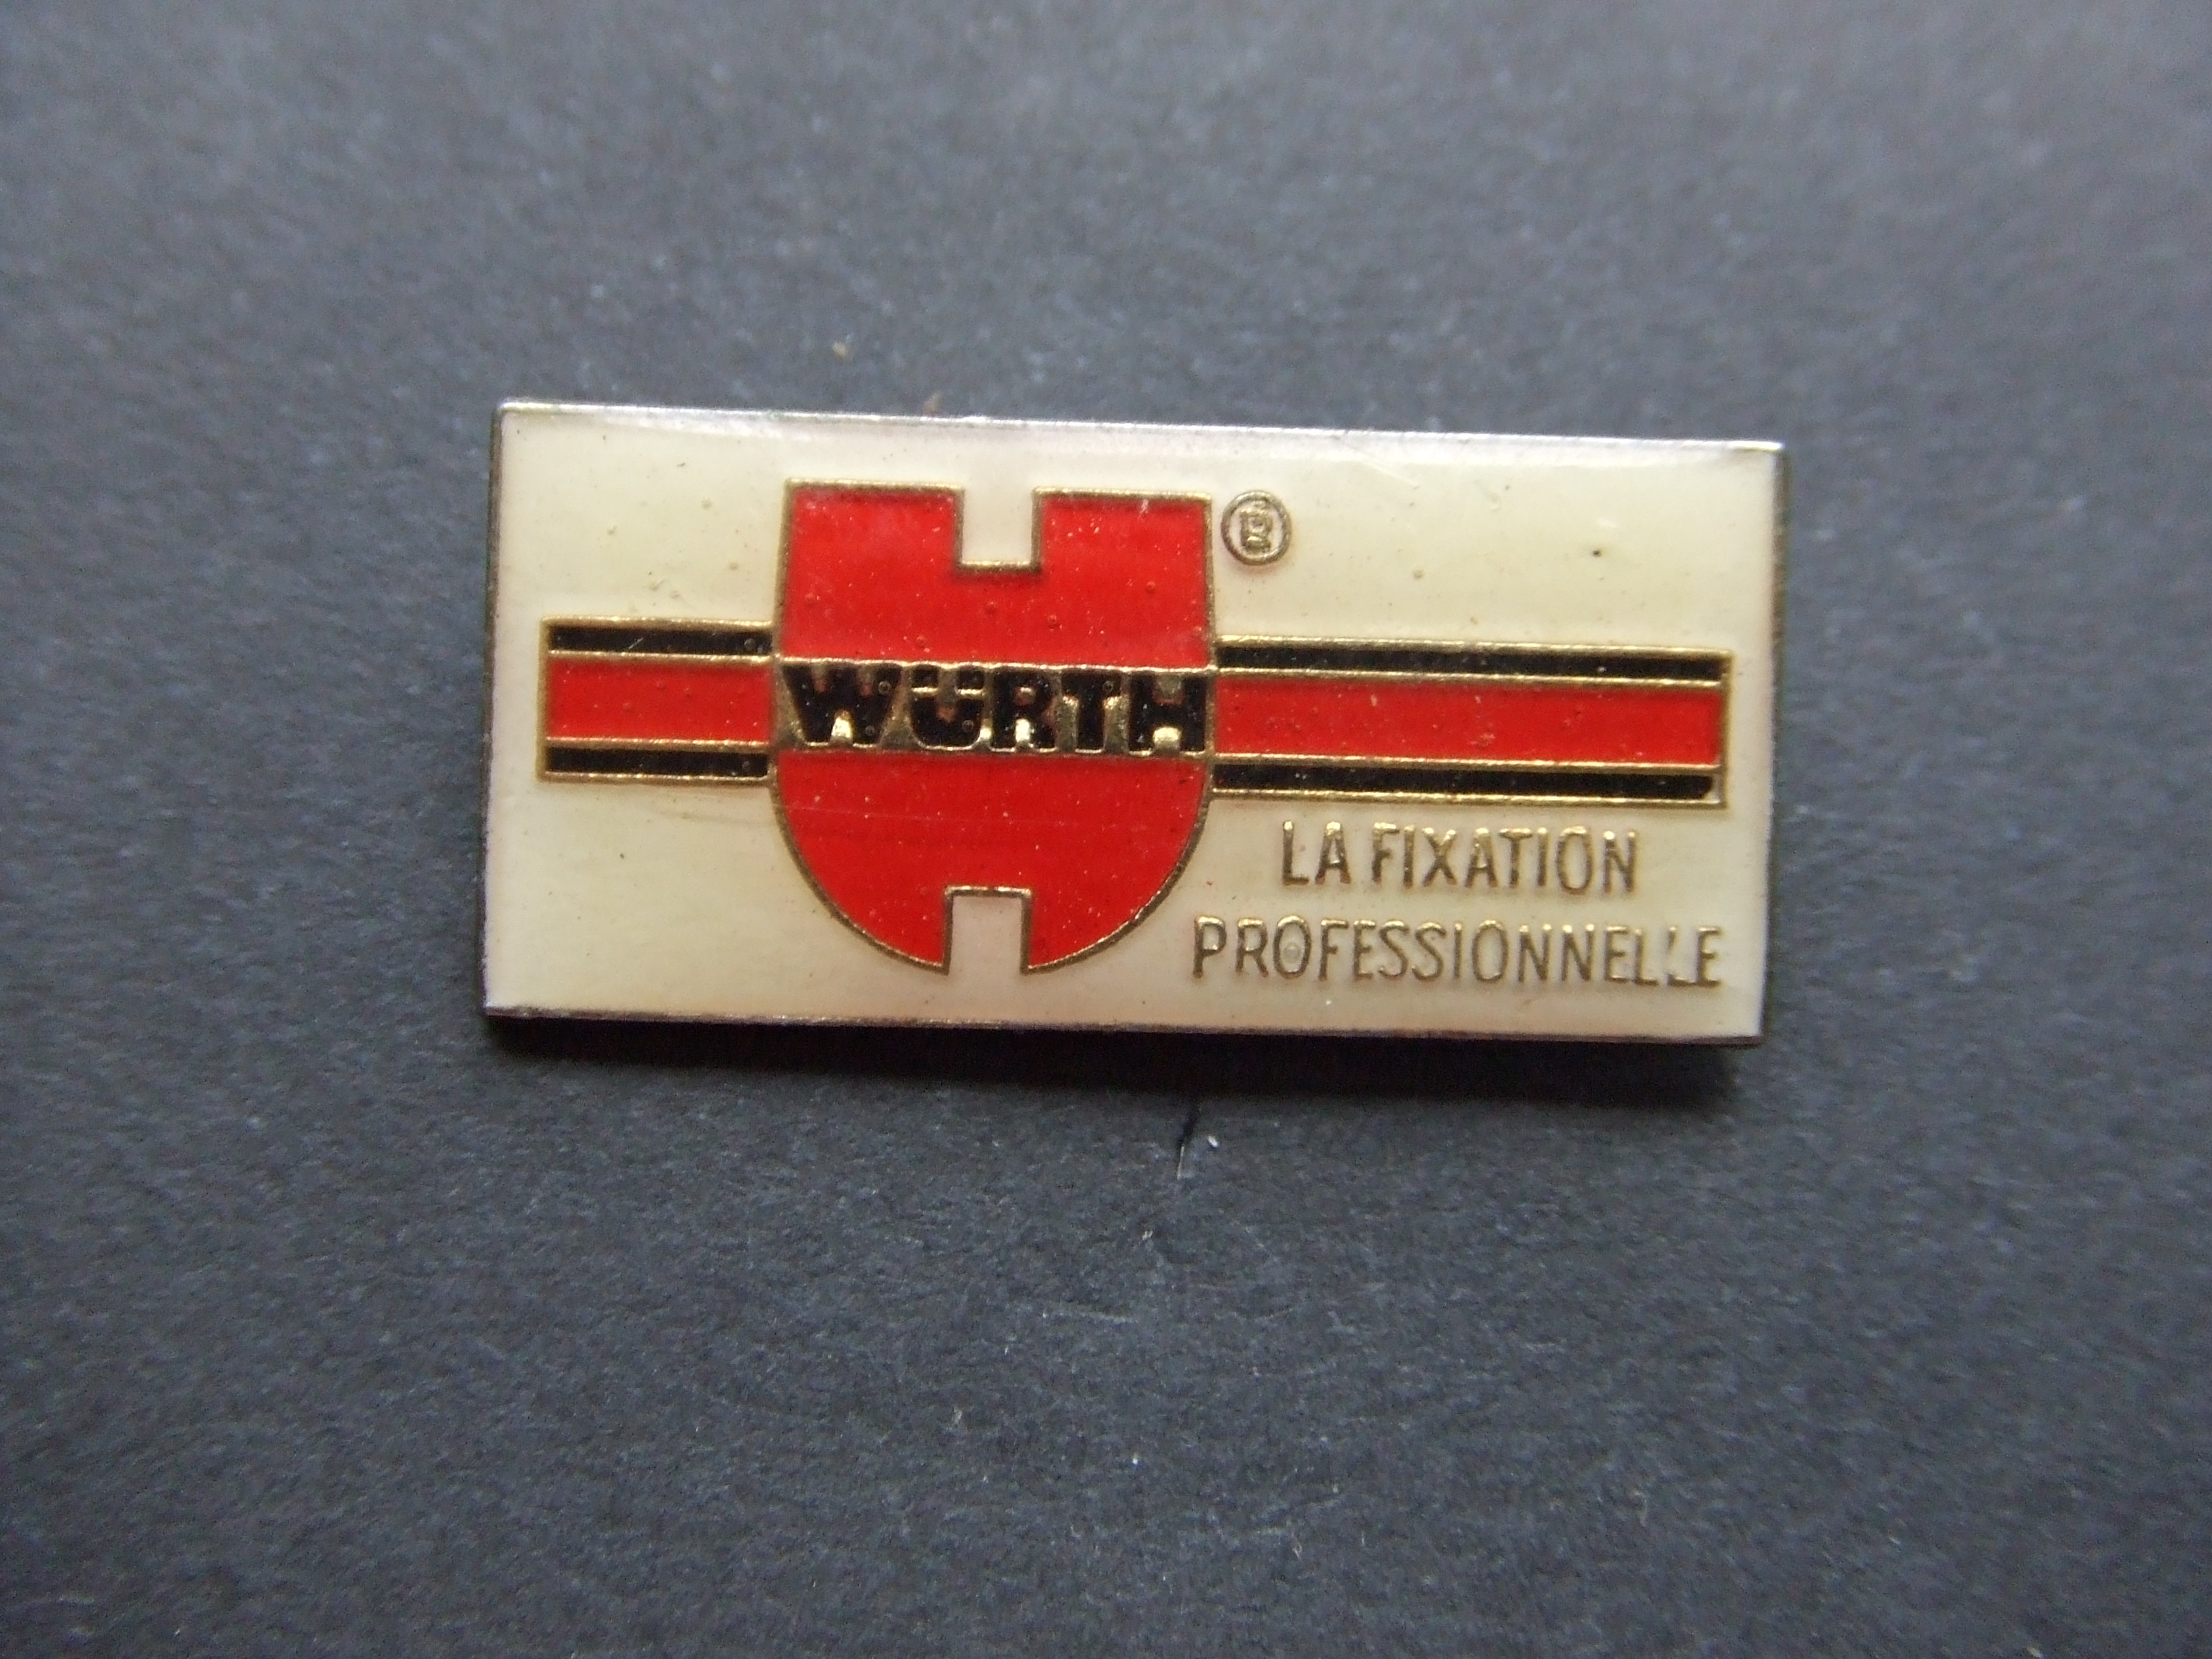 WÜRTH ®
LA FIXATION
PROFESSIONNELLE